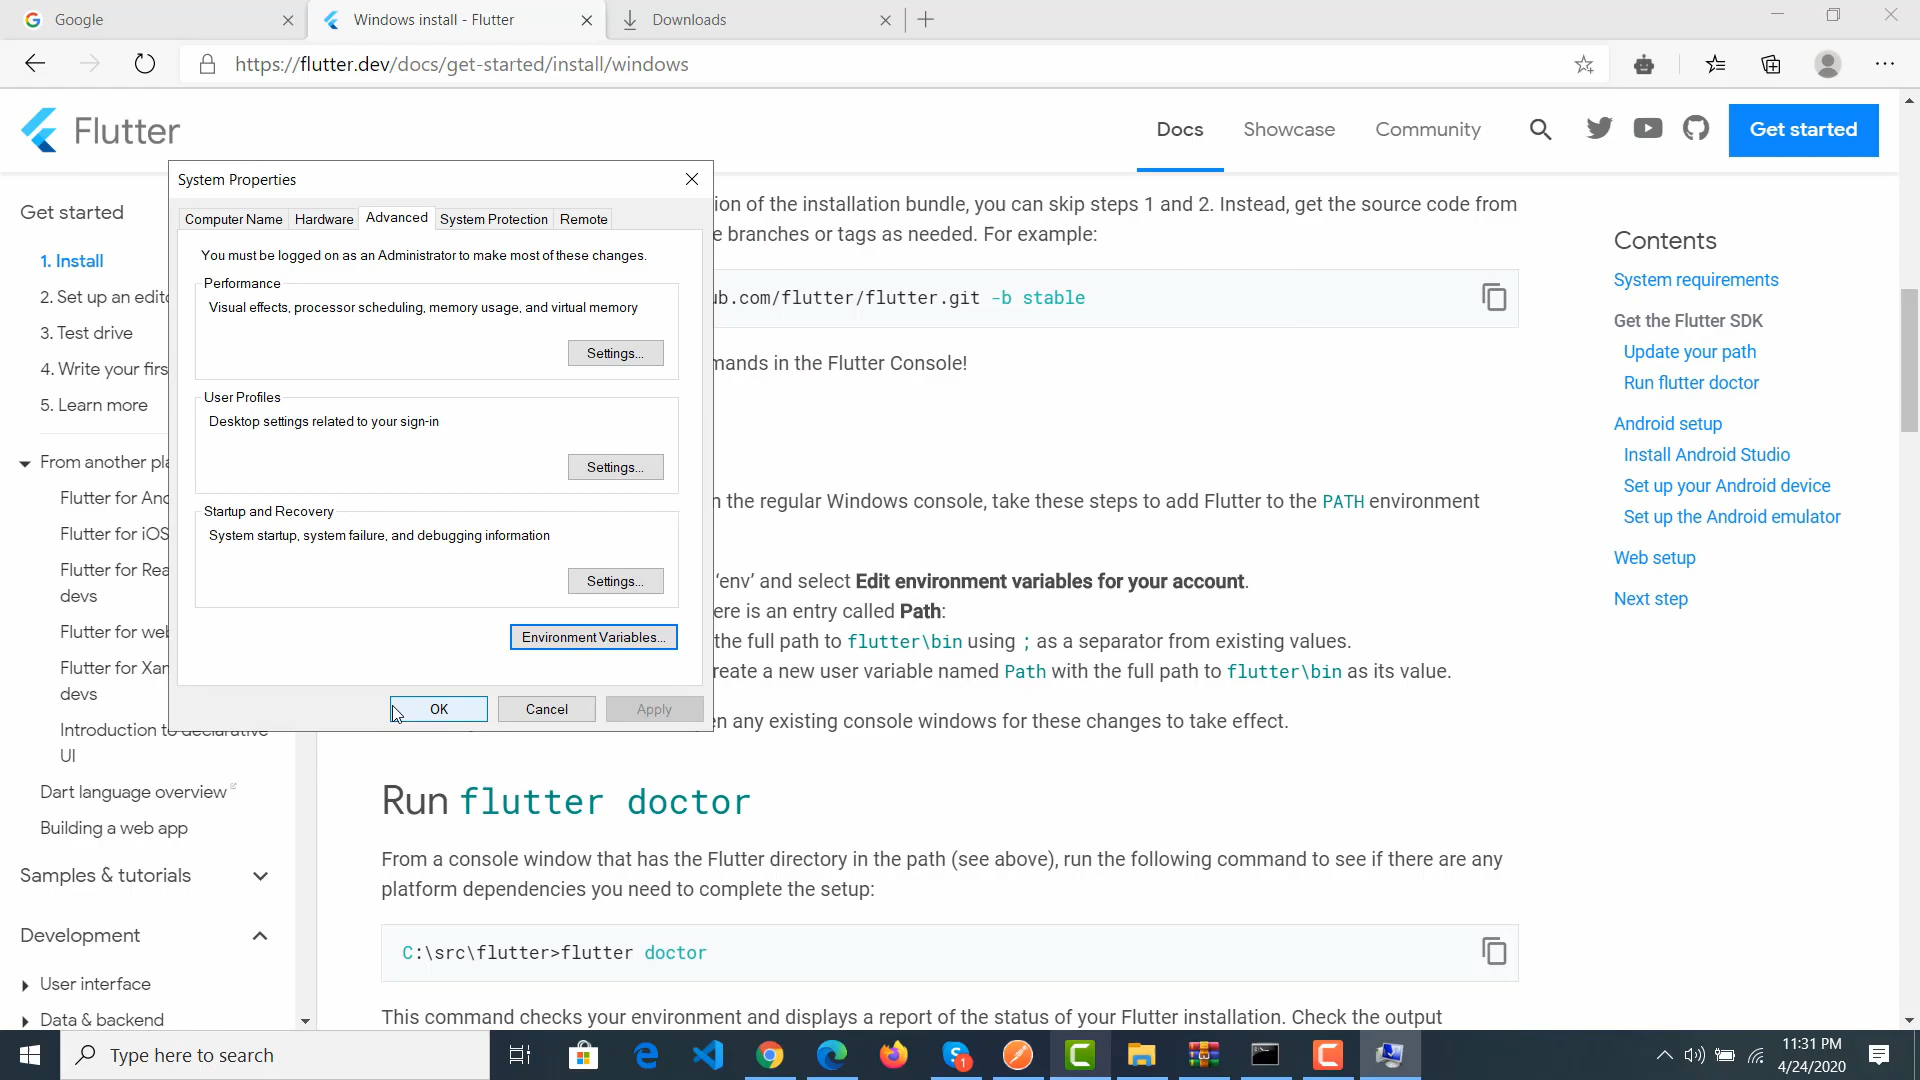 Google
Windows install - Flutter
Downloads
https://flutter.dev/docs/get-started/install/windows
Flutter
Docs
Showcase
Community
Get started
System Properties
Computer Name
Hardware
Advanced
System Protection
Remote
You must be logged on as an Administrator to make most of these changes.
Performance
Visual effects, processor scheduling, memory usage, and virtual memory
Settings...
User Profiles
Desktop settings related to your sign-in
Settings...
Startup and Recovery
System startup, system failure, and debugging information
Settings...
Environment Variables...
OK
Cancel
Apply
Get started
1. Install
2. Set up an edito
3. Test drive
4. Write your firs
5. Learn more
From another pla
Flutter for And
Flutter for iOS
Flutter for Rea
devs
Flutter for web
Flutter for Xam
devs
Introduction to declarative
UI
Dart language overview
Building a web app
Samples & tutorials
Development
User interface
Data & backend
ion of the installation bundle, you can skip steps 1 and 2. Instead, get the source code from
e branches or tags as needed. For example:
ub.com/flutter/flutter.git -b stable
mands in the Flutter Console!
n the regular Windows console, take these steps to add Flutter to the PATH environment
'env' and select Edit environment variables for your account.
ere is an entry called Path:
the full path to flutter\bin using ; as a separator from existing values.
reate a new user variable named Path with the full path to flutter\bin as its value.
en any existing console windows for these changes to take effect.
Run flutter doctor
From a console window that has the Flutter directory in the path (see above), run the following command to see if there are any
platform dependencies you need to complete the setup:
C:\src\flutter>flutter doctor
This command checks your environment and displays a report of the status of your Flutter installation. Check the output
Contents
System requirements
Get the Flutter SDK
Update your path
Run flutter doctor
Android setup
Install Android Studio
Set up your Android device
Set up the Android emulator
Web setup
Next step
Type here to search
1
11:31 PM
4/24/2020